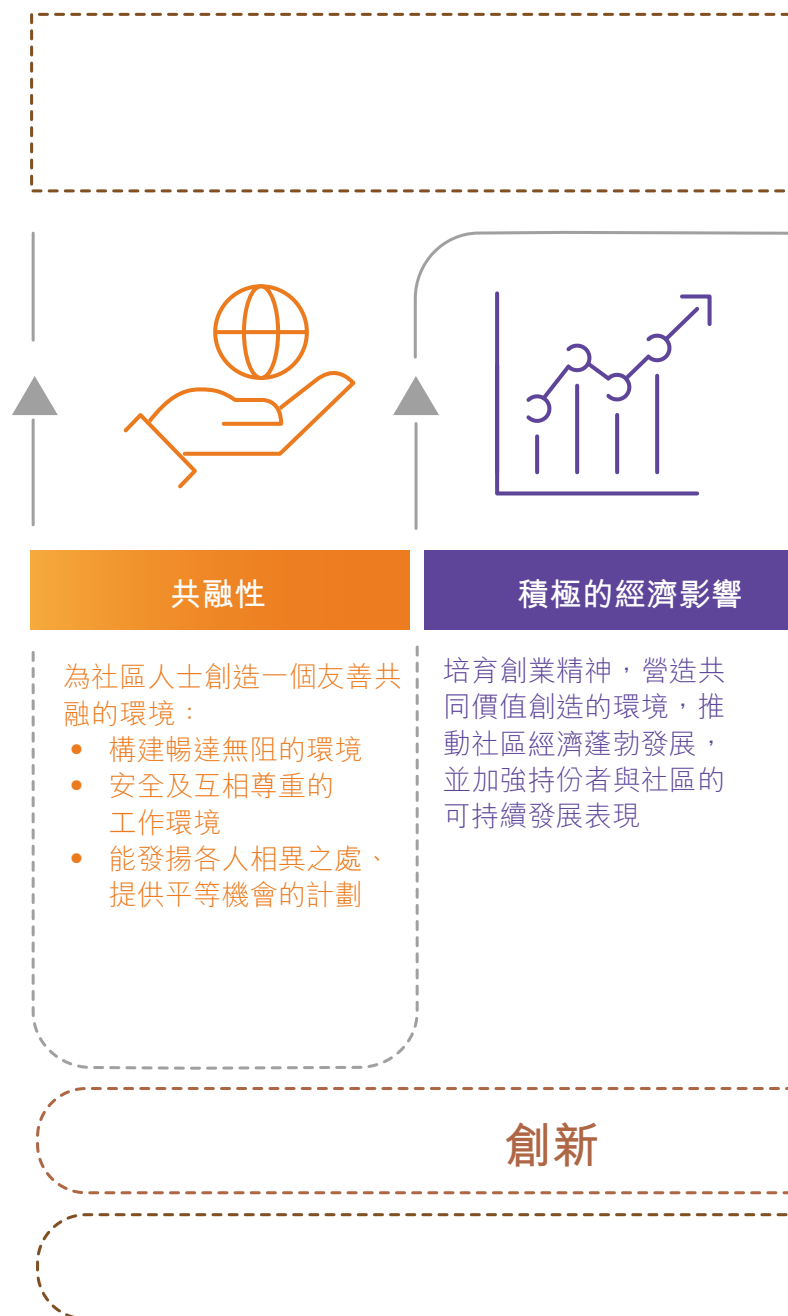 共融性
為社區人士創造一個友善共
融的環境：
• 構建暢達無阻的環境
• 安全及互相尊重的
工作環境
• 能發揚各人相異之處、
提供平等機會的計劃
積極的經濟影響
培育創業精神，營造共
同價值創造的環境，推
動社區經濟蓬勃發展，
並加強持份者與社區的
可持續發展表現
創新